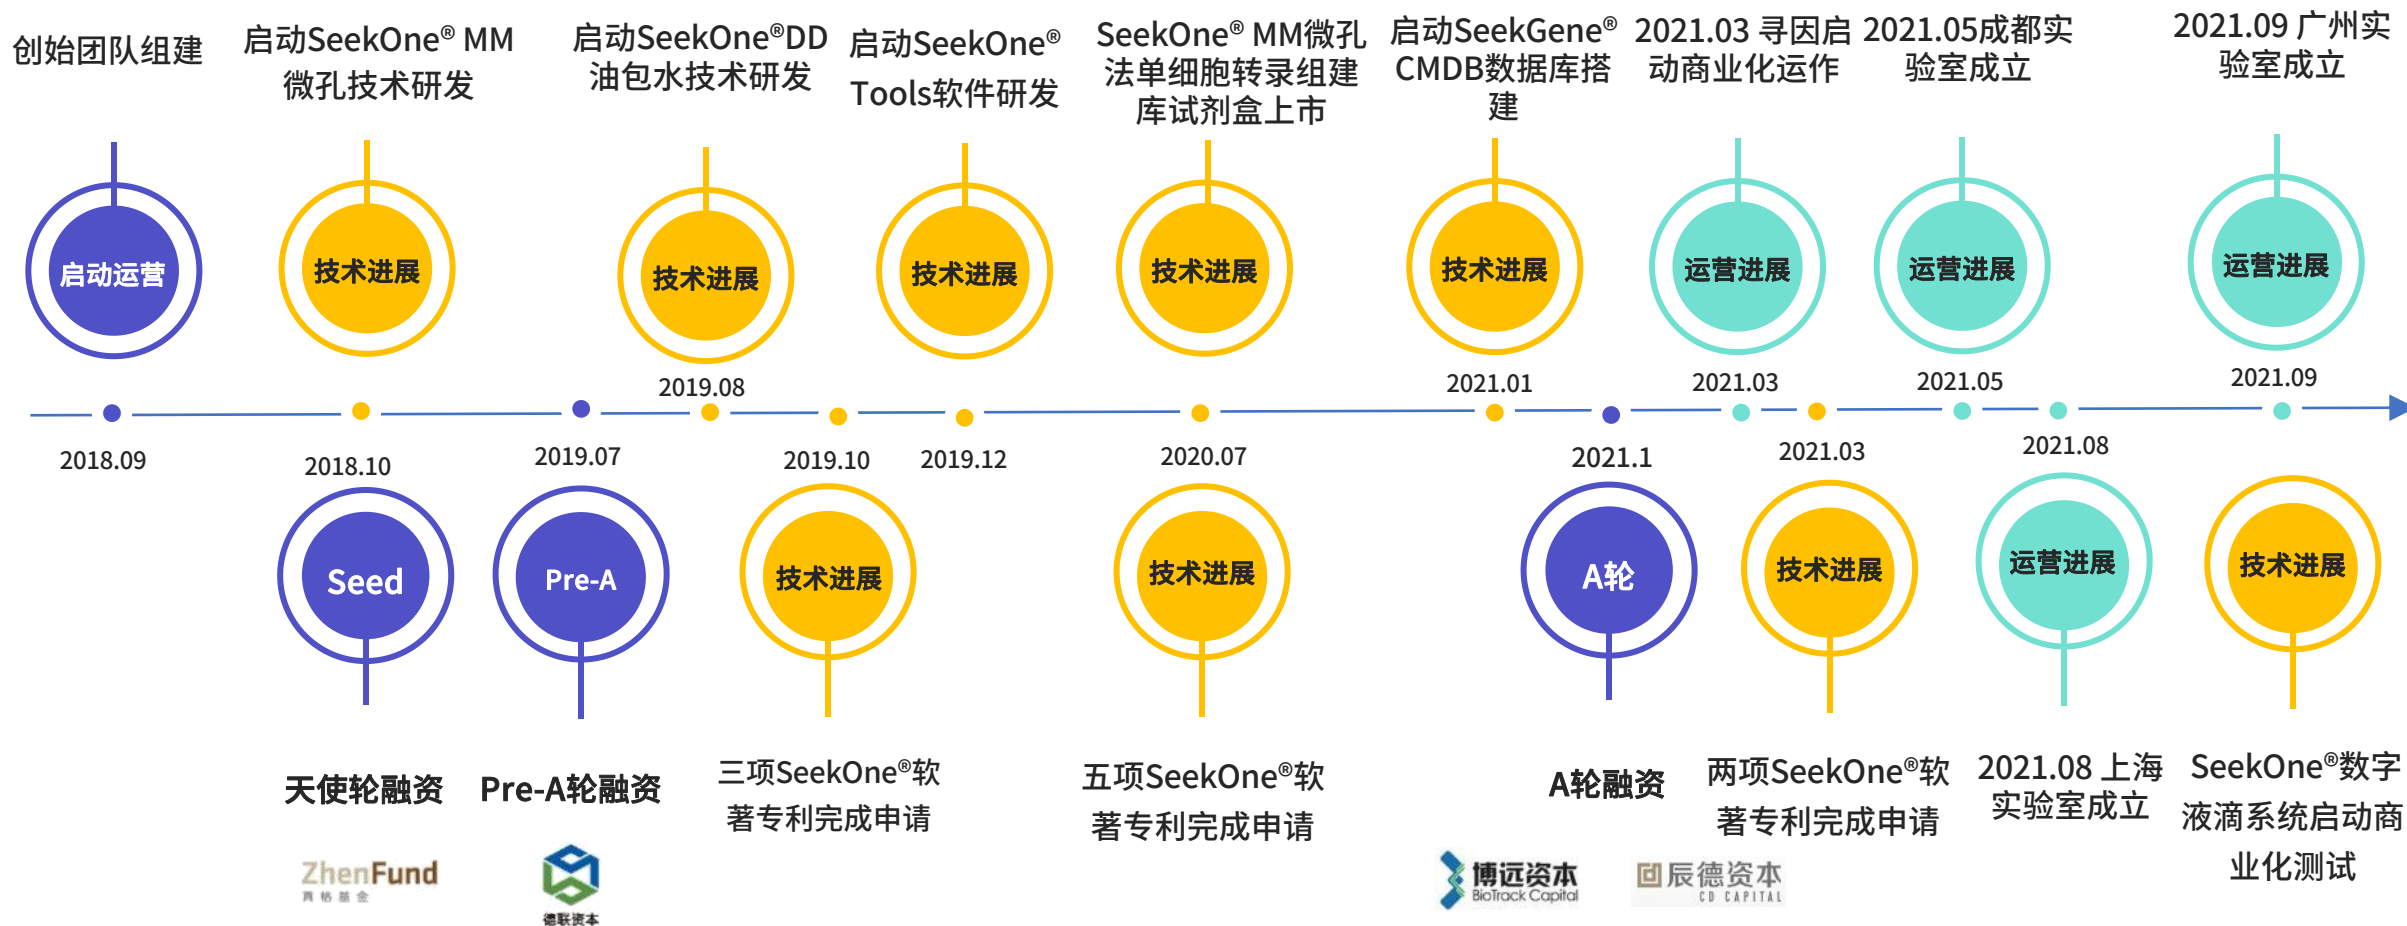 创始团队组建
启动SeekOne® MM
微孔技术研发
启动SeekOne®DD
油包水技术研发
启动SeekOne®
Tools软件研发
SeekOne® MM微孔
法单细胞转录组建
库试剂盒上市
启动SeekGene®
CMDB数据库搭
建
2021.03 寻因启
动商业化运作
2021.05成都实
验室成立
2021.09 广州实
验室成立
启动运营
技术进展
技术进展
技术进展
技术进展
技术进展
运营进展
运营进展
运营进展
2019.08
2021.01
2021.03
2021.05
2021.09
2018.09
2018.10
2019.07
2019.10
2019.12
2020.07
2021.1
2021.03
2021.08
Seed
Pre-A
技术进展
技术进展
A轮
技术进展
运营进展
技术进展
天使轮融资
Pre-A轮融资
三项SeekOne®软
著专利完成申请
五项SeekOne®软
著专利完成申请
A轮融资
两项SeekOne®软
著专利完成申请
2021.08 上海
实验室成立
SeekOne®数字
液滴系统启动商
业化测试
ZhenFund
真格基金
德联资本
博远资本
BioTrack Capital
辰德资本
CD CAPITAL